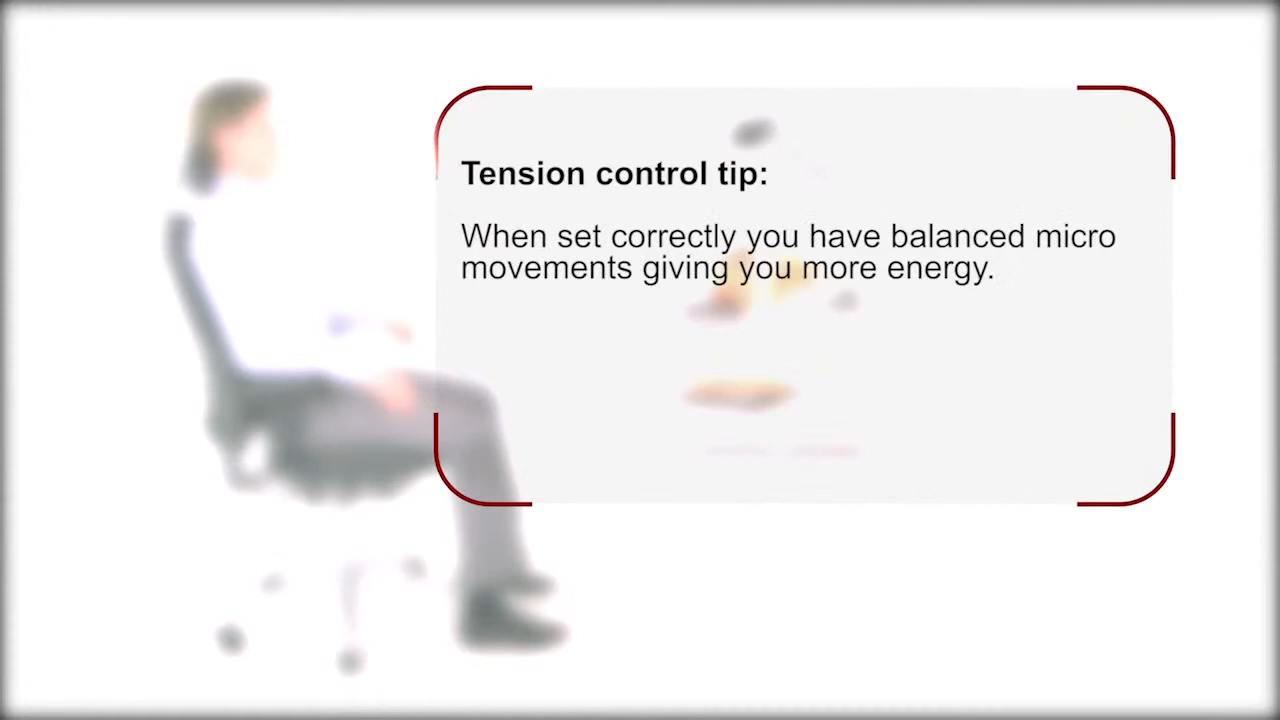 Tension control tip:
When set correctly you have balanced micro
movements giving you more energy.